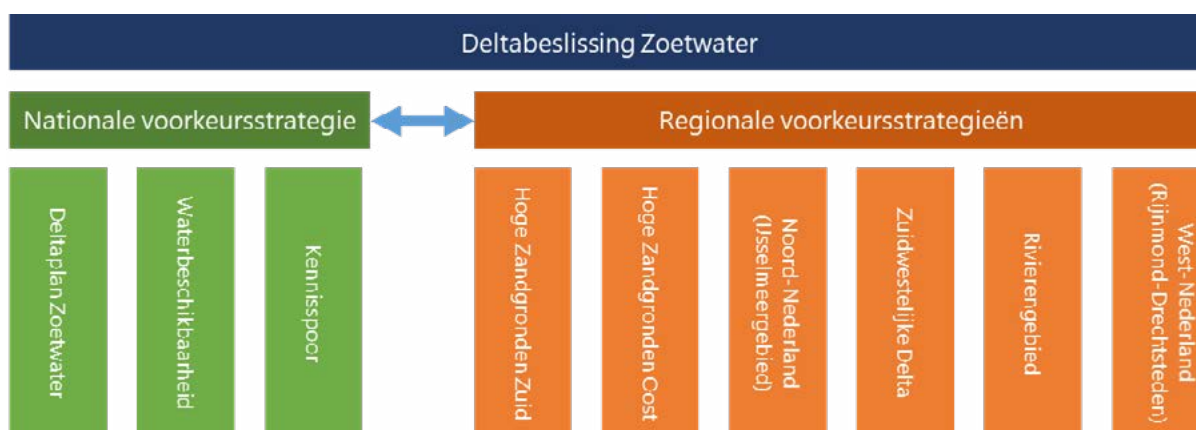 Deltabeslissing Zoetwater
Nationale voorkeursstrategie
Regionale voorkeursstrategieën
Deltaplan Zoetwater
Waterbeschikbaarheid
Kennisspoor
Hoge Zandgronden Zuid
Hoge Zandgronden Cost
Noord-Nederland
(IJsselmeergebied)
Zuidwestelijke Delta
Rivierengebied
West-Nederland
(Rijnmond-Drechtsteden)